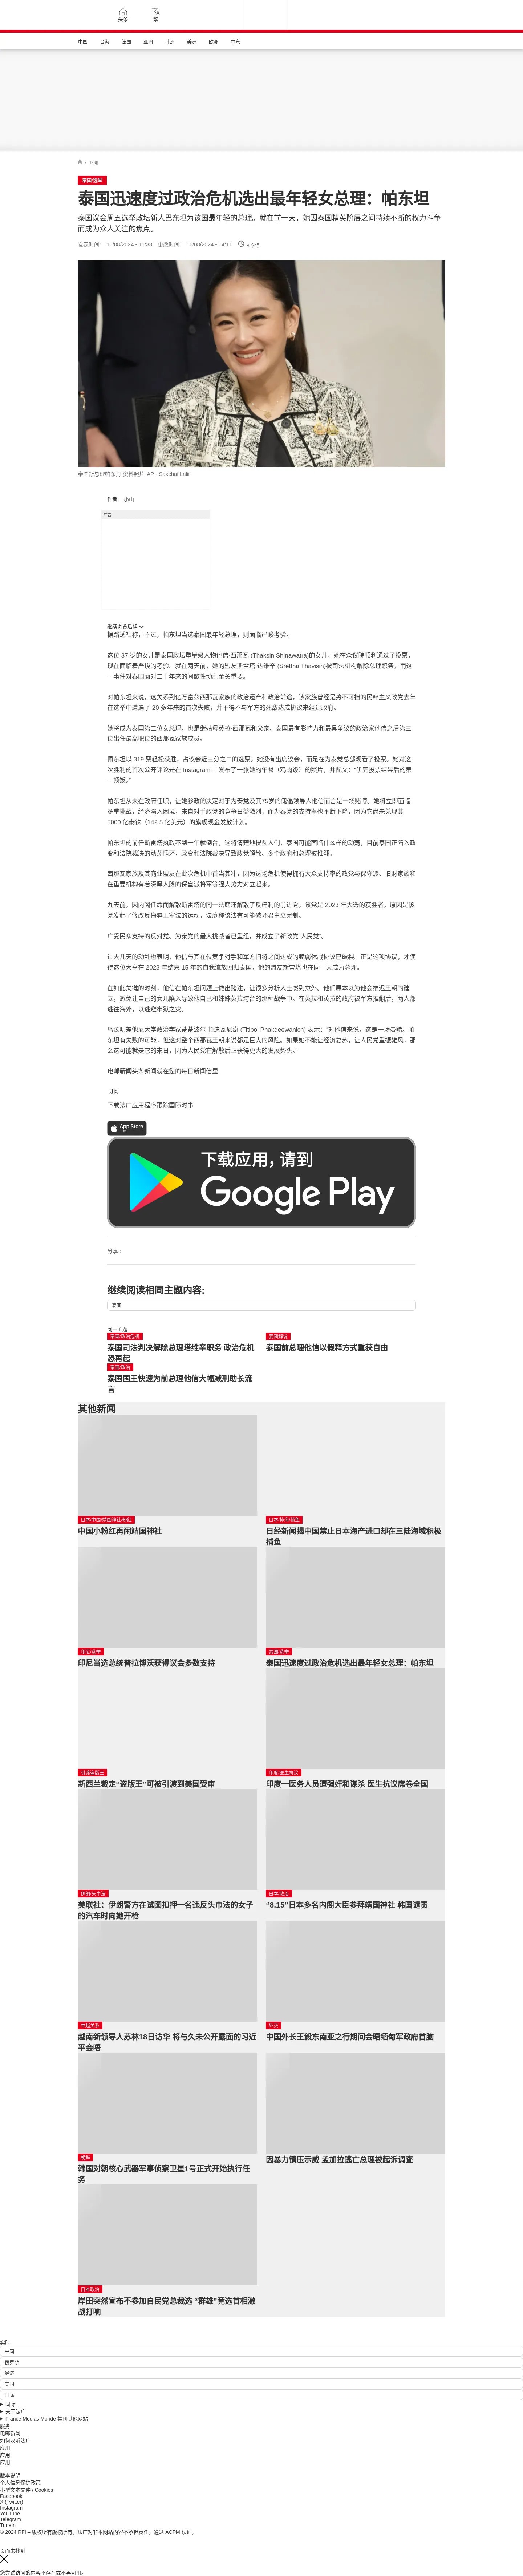 头条
繁
中国
台海
法国
亚洲
非洲
美洲
欧洲
中东
/ 亚洲
泰国/选举
泰国迅速度过政治危机选出最年轻女总理：帕东坦
泰国议会周五选举政坛新人巴东坦为该国最年轻的总理。就在前一天，她因泰国精英阶层之间持续不断的权力斗争而成为众人关注的焦点。
发表时间： 16/08/2024 - 11:33 更改时间： 16/08/2024 - 14:11 6 分钟
泰国新总理帕东丹 资料照片 AP - Sakchai Lalit
作者： 小山
广告
继续浏览后续
据路透社称，不过，帕东坦当选泰国最年轻总理，则面临严峻考验。
这位 37 岁的女儿是泰国政坛重量级人物他信·西那瓦 (Thaksin Shinawatra)的女儿。她在众议院顺利通过了投票，现在面临着严峻的考验。就在两天前，她的盟友斯雷塔·达维辛 (Srettha Thavisin)被司法机构解除总理职务，而这一事件对泰国面对二十年来的间歇性动乱至关重要。
对帕东坦来说，这关系到亿万富翁西那瓦家族的政治遗产和政治前途，该家族曾经是势不可挡的民粹主义政党去年在选举中遭遇了 20 多年来的首次失败，并不得不与军方的死敌达成协议来组建政府。
她将成为泰国第二位女总理，也是继姑母英拉·西那瓦和父亲、泰国最有影响力和最具争议的政治家他信之后第三位出任最高职位的西那瓦家族成员。
佩东坦以 319 票轻松获胜，占议会近三分之二的选票。她没有出席议会，而是在为泰党总部观看了投票。她对这次胜利的首次公开评论是在 Instagram 上发布了一张她的午餐（鸡肉饭）的照片，并配文：“听完投票结果后的第一顿饭。”
帕东坦从未在政府任职，让她参政的决定对于为泰党及其75岁的傀儡领导人他信而言是一场赌博。她将立即面临多重挑战，经济陷入困境，来自对手政党的竞争日益激烈，而为泰党的支持率也不断下降，因为它尚未兑现其 5000 亿泰铢（142.5 亿美元）的旗舰现金发放计划。
帕东坦的前任斯雷塔执政不到一年就倒台，这将清楚地提醒人们，泰国可能面临什么样的动荡，目前泰国正陷入政变和法院裁决的动荡循环，政变和法院裁决导致政党解散、多个政府和总理被推翻。
西那瓦家族及其商业盟友在此次危机中首当其冲，因为这场危机使得拥有大众支持率的政党与保守派、旧财家族和在重要机构有着深厚人脉的保皇派将军等强大势力对立起来。
九天前，因内阁任命而解散斯雷塔的同一法庭还解散了反建制的前进党，该党是 2023 年大选的获胜者，原因是该党发起了修改反侮辱王室法的运动，法庭称该法有可能破坏君主立宪制。
广受民众支持的反对党、为泰党的最大挑战者已重组，并成立了新政党“人民党”。
过去几天的动乱也表明，他信与其在位竞争对手和军方旧将之间达成的脆弱休战协议已破裂。正是这项协议，才使得这位大亨在 2023 年结束 15 年的自我流放回归泰国，他的盟友斯雷塔也在同一天成为总理。
在如此关键的时刻，他信在帕东坦问题上做出赌注，让很多分析人士感到意外。他们原本以为他会推迟王朝的建立，避免让自己的女儿陷入导致他自己和妹妹英拉垮台的那种战争中。在英拉和英拉的政府被军方推翻后，两人都逃往海外，以逃避牢狱之灾。
乌汶叻差他尼大学政治学家蒂蒂波尔·帕迪瓦尼奇 (Titipol Phakdeewanich) 表示：“对他信来说，这是一场豪赌。帕东坦有失败的可能，但这对整个西那瓦王朝来说都是巨大的风险。如果她不能让经济复苏，让人民党重振雄风，那么这可能就是它的末日，因为人民党在解散后正获得更大的发展势头。”
电邮新闻头条新闻就在您的每日新闻信里
订阅
下载法广应用程序跟踪国际时事
App Store
下载
下载应用，请到
Google Play
分享 :
继续阅读相同主题内容:
泰国
同一主题
泰国/政治危机
泰国司法判决解除总理塔维辛职务 政治危机恐再起
要闻解读
泰国前总理他信以假释方式重获自由
泰国/政治
泰国国王快速为前总理他信大幅减刑助长流言
其他新闻
日本/中国/靖国神社/粉红
中国小粉红再闹靖国神社
日本/排海/捕鱼
日经新闻揭中国禁止日本海产进口却在三陆海域积极捕鱼
印尼/选举
印尼当选总统普拉博沃获得议会多数支持
泰国/选举
泰国迅速度过政治危机选出最年轻女总理：帕东坦
引渡盗版王
新西兰裁定“盗版王”可被引渡到美国受审
印度/医生抗议
印度一医务人员遭强奸和谋杀 医生抗议席卷全国
伊朗/头巾法
美联社：伊朗警方在试图扣押一名违反头巾法的女子的汽车时向她开枪
日本/政治
“8.15”日本多名内阁大臣参拜靖国神社 韩国谴责
中越关系
越南新领导人苏林18日访华 将与久未公开露面的习近平会晤
外交
中国外长王毅东南亚之行期间会晤缅甸军政府首脑
朝鲜
韩国对朝核心武器军事侦察卫星1号正式开始执行任务
因暴力镇压示威 孟加拉逃亡总理被起诉调查
日本政治
岸田突然宣布不参加自民党总裁选 “群雄”竞选首相激战打响
实时
中国
俄罗斯
经济
美国
国际
国际
关于法广
France Médias Monde 集团其他网站
服务
电邮新闻
如何收听法广
应用
应用
应用
版本说明
个人信息保护政策
小型文本文件 / Cookies
Facebook
X (Twitter)
Instagram
YouTube
Telegram
TuneIn
© 2024 RFI – 版权所有版权所有。法广对非本网站内容不承担责任。通过 ACPM 认证。
页面未找到
您尝试访问的内容不存在或不再可用。